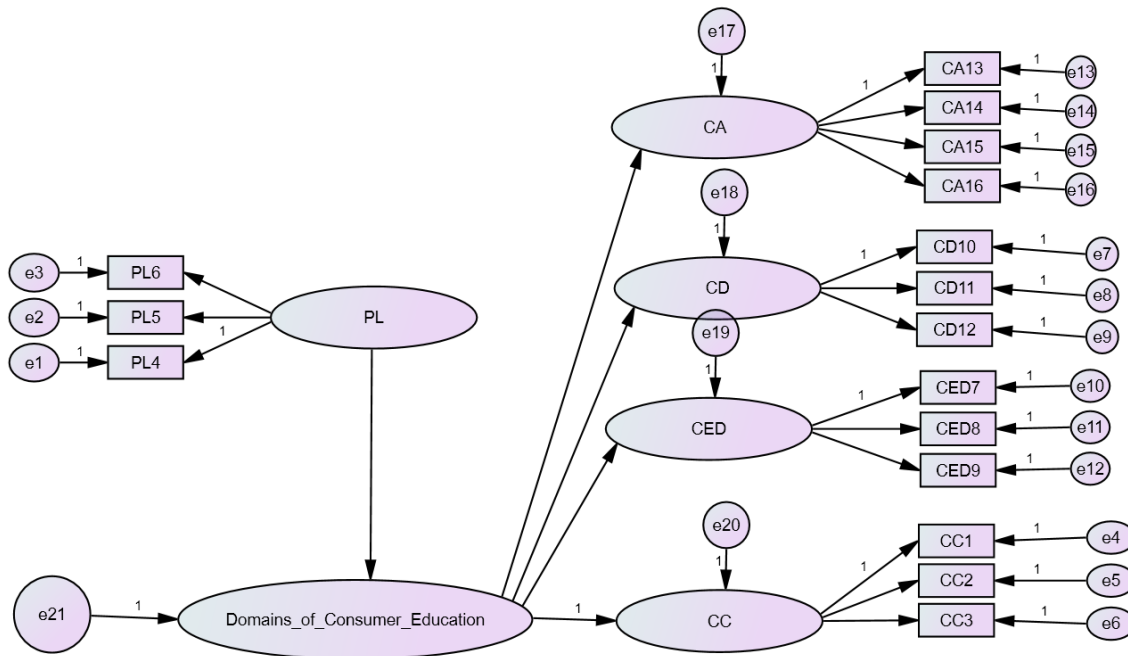 e17
1
CA
1
CA13
1
e13
CA14
1
e14
CA15
1
e15
CA16
1
e16
e18
1
CD
1
CD10
1
e7
CD11
1
e8
CD12
1
e9
e3
1
PL6
e2
1
PL5
1
e1
1
PL4
PL
e19
1
CED
1
CED7
1
e10
CED8
1
e11
CED9
1
e12
e20
1
CC
1
CC1
1
e4
CC2
1
e5
CC3
1
e6
e21
1
Domains_of_Consumer_Education
1